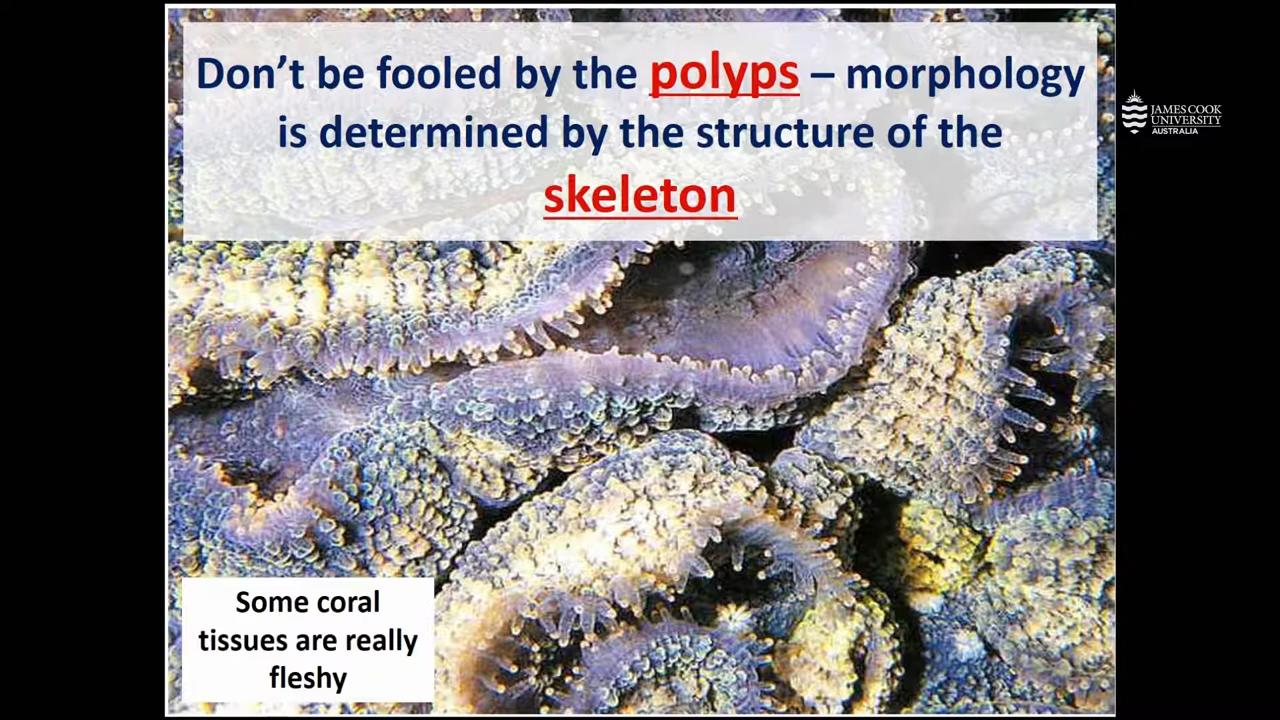 Don’t be fooled by the polyps – morphology
is determined by the structure of the
skeleton
JAMES COOK
UNIVERSITY
AUSTRALIA
Some coral
tissues are really
fleshy